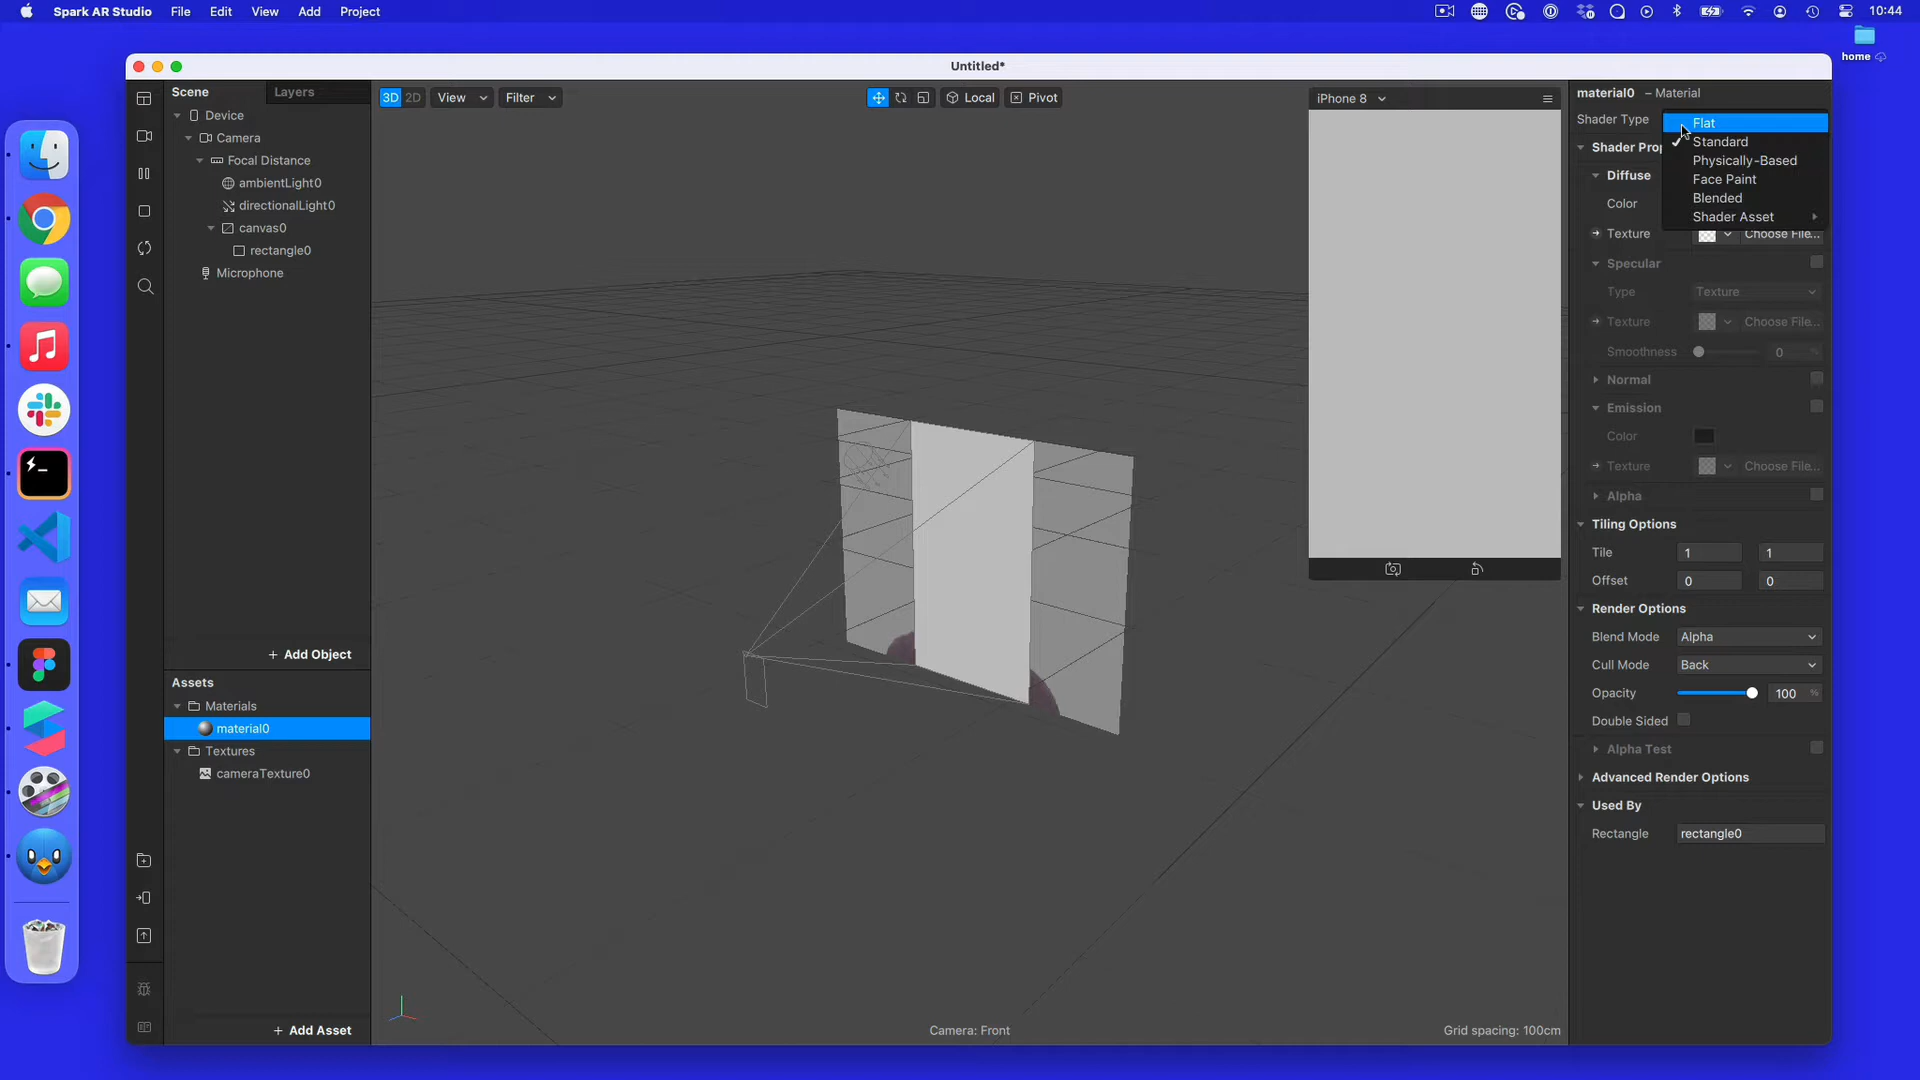 Spark AR Studio File Edit View Add Project 10:44
home
Untitled*
Scene Layers
Device
Camera
Focal Distance
ambientLight0
directionalLight0
canvas0
rectangle0
Microphone
+ Add Object
Assets
Materials
material0
Textures
cameraTexture0
+ Add Asset
3D 2D View Filter Local Pivot
iPhone 8
Camera: Front
Grid spacing: 100cm
material0 – Material
Shader Type
Flat
Standard
Physically-Based
Face Paint
Blended
Shader Asset
Shader Prop
Diffuse
Color
Texture Choose File...
Specular
Type Texture
Texture Choose File...
Smoothness 0 %
Normal
Emission
Color
Texture Choose File...
Alpha
Tiling Options
Tile 1 1
Offset 0 0
Render Options
Blend Mode Alpha
Cull Mode Back
Opacity 100 %
Double Sided
Alpha Test
Advanced Render Options
Used By
Rectangle rectangle0